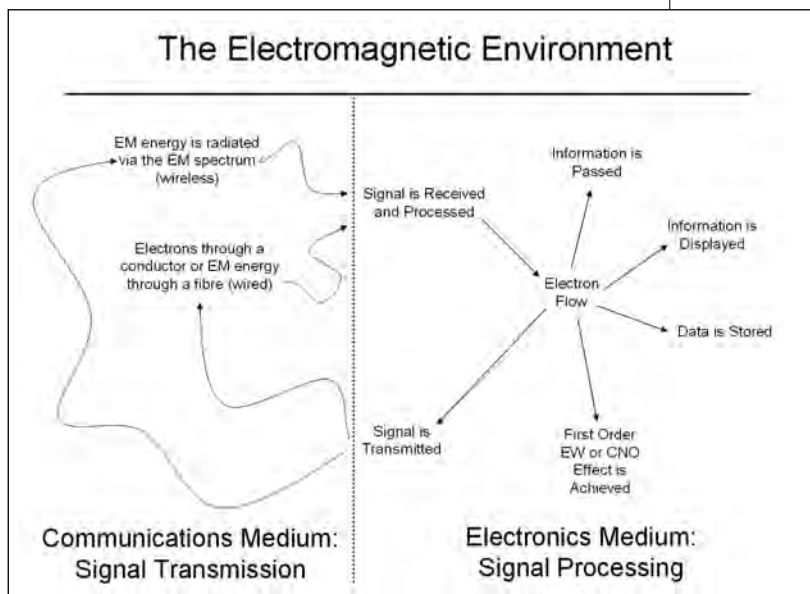 The Electromagnetic Environment
EM energy is radiated
via the EM spectrum
(wireless)
Electrons through a
conductor or EM energy
through a fibre (wired)
Signal is Received
and Processed
Information is
Passed
Information is
Displayed
Electron
Flow
Data is Stored
Signal is
Transmitted
First Order
EW or CNO
Effect is
Achieved
Communications Medium:
Signal Transmission
Electronics Medium:
Signal Processing